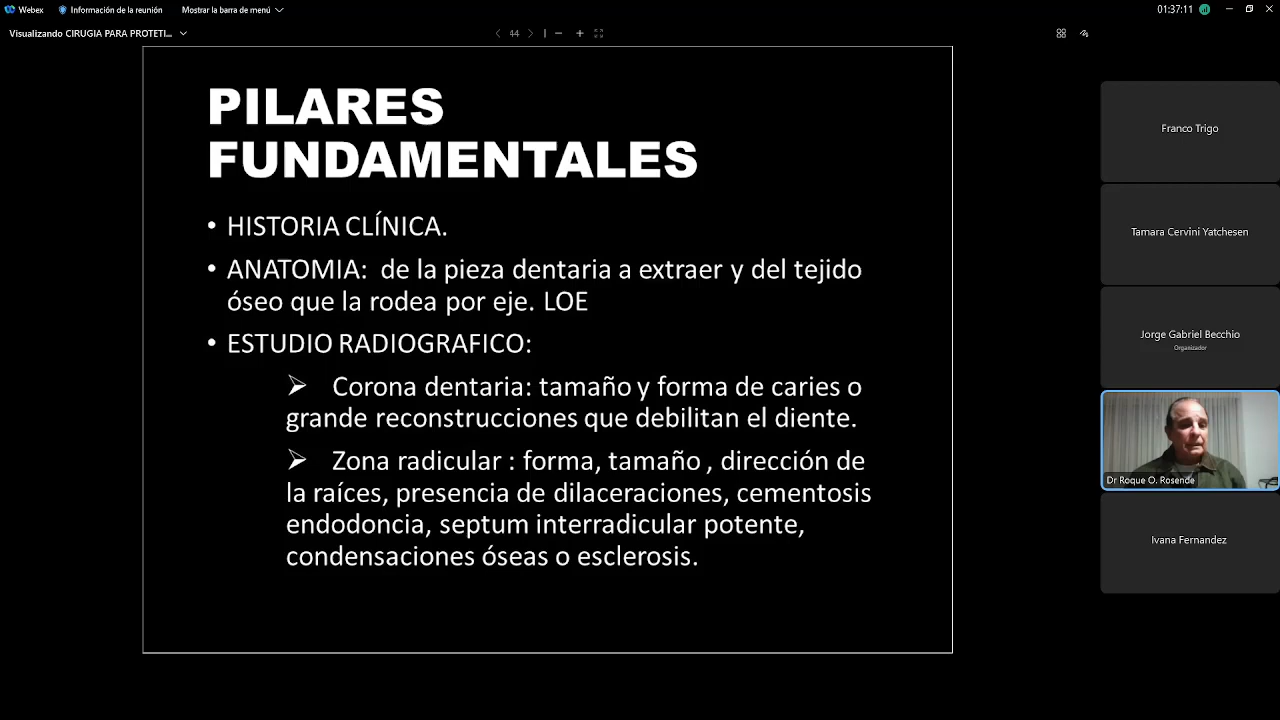 Webex
Información de la reunión
Mostrar la barra de menú
01:37:11
Visualizando CIRUGIA PARA PROTETI...
44
PILARES
FUNDAMENTALES
• HISTORIA CLÍNICA.
• ANATOMIA: de la pieza dentaria a extraer y del tejido
óseo que la rodea por eje. LOE
• ESTUDIO RADIOGRAFICO:
➢ Corona dentaria: tamaño y forma de caries o
grande reconstrucciones que debilitan el diente.
➢ Zona radicular : forma, tamaño , dirección de
la raíces, presencia de dilaceraciones, cementosis
endodoncia, septum interradicular potente,
condensaciones óseas o esclerosis.
Franco Trigo
Tamara Cervini Yatchesen
Jorge Gabriel Becchio
Organizador
Dr Roque O. Rosende
Ivana Fernandez